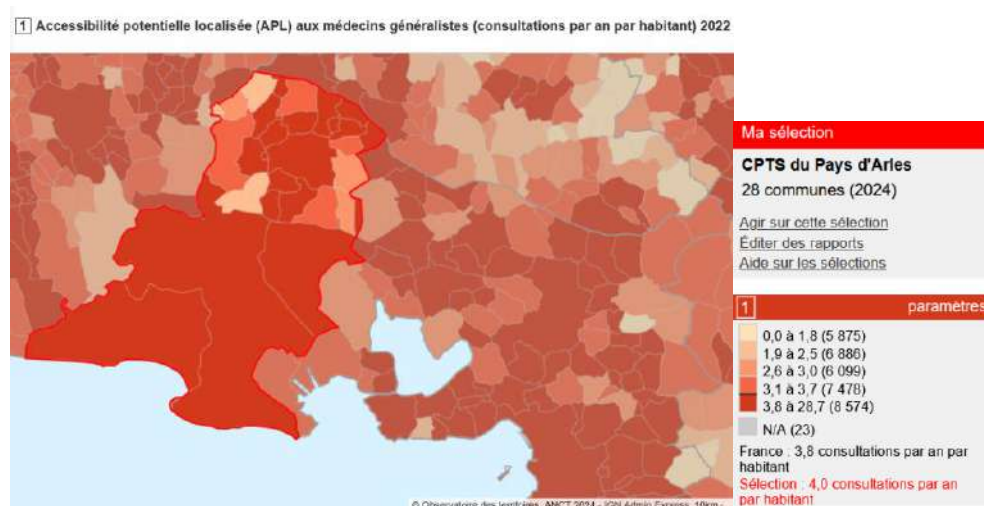 1 Accessibilité potentielle localisée (APL) aux médecins généralistes (consultations par an par habitant) 2022
Ma sélection
CPTS du Pays d'Arles
28 communes (2024)
Agir sur cette sélection
Éditer des rapports
Aide sur les sélections
1 paramètres
0,0 à 1,8 (5 875)
1,9 à 2,5 (6 886)
2,6 à 3,0 (6 099)
3,1 à 3,7 (7 478)
3,8 à 28,7 (8 574)
N/A (23)
France : 3,8 consultations par an par
habitant
Sélection : 4,0 consultations par an
par habitant
© Observatoire des territoires, ANCT 2024 - IGN Admin Express, 10km -